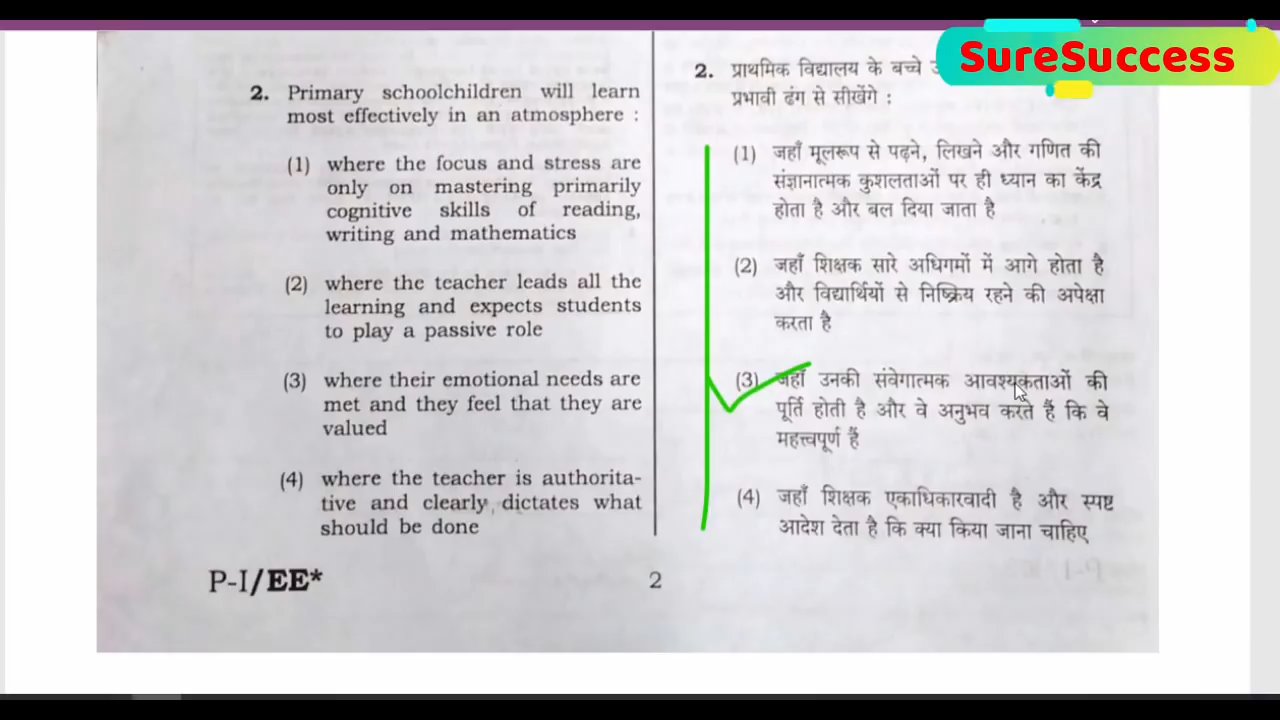 SureSuccess
2. Primary schoolchildren will learn
most effectively in an atmosphere :
(1) where the focus and stress are
only on mastering primarily
cognitive skills of reading,
writing and mathematics
(2) where the teacher leads all the
learning and expects students
to play a passive role
(3) where their emotional needs are
met and they feel that they are
valued
(4) where the teacher is authorita-
tive and clearly dictates what
should be done
2. प्राथमिक विद्यालय के बच्चे
प्रभावी ढंग से सीखेंगे :
(1) जहाँ मूलरूप से पढ़ने, लिखने और गणित की
संज्ञानात्मक कुशलताओं पर ही ध्यान का केंद्र
होता है और बल दिया जाता है
(2) जहाँ शिक्षक सारे अधिगमों में आगे होता है
और विद्यार्थियों से निष्क्रिय रहने की अपेक्षा
करता है
(3) जहाँ उनकी संवेगात्मक आवश्यकताओं की
पूर्ति होती है और वे अनुभव करते हैं कि वे
महत्त्वपूर्ण हैं
(4) जहाँ शिक्षक एकाधिकारवादी है और स्पष्ट
आदेश देता है कि क्या किया जाना चाहिए
P-I/EE*
2